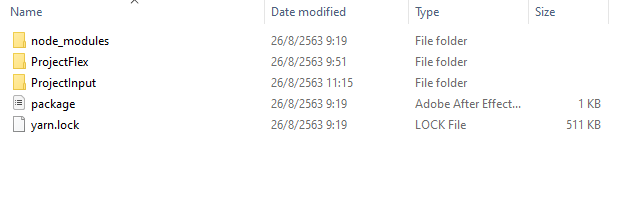 Name Date modified Type Size
node_modules 26/8/2563 9:19 File folder
ProjectFlex 26/8/2563 9:51 File folder
ProjectInput 26/8/2563 11:15 File folder
package 26/8/2563 9:19 Adobe After Effect... 1 KB
yarn.lock 26/8/2563 9:19 LOCK File 511 KB